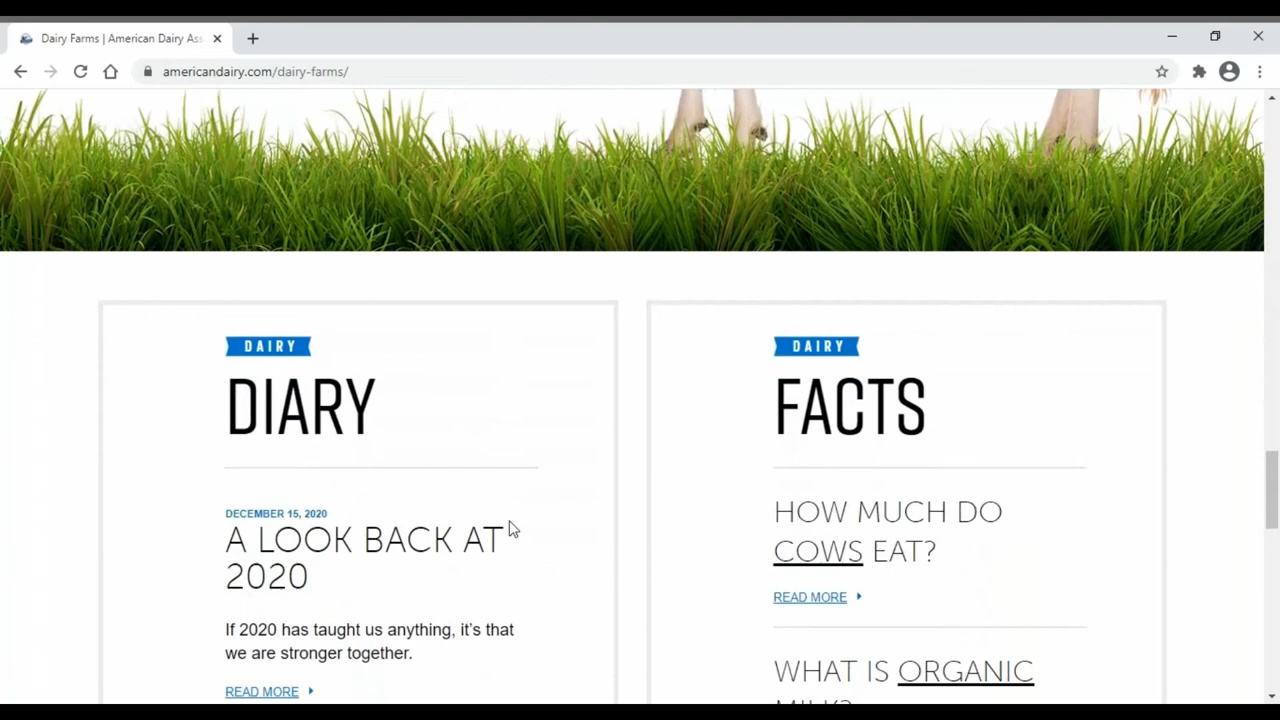 Dairy Farms | American Dairy Ass
americandairy.com/dairy-farms/
DAIRY
DIARY
DECEMBER 15, 2020
A LOOK BACK AT
2020
If 2020 has taught us anything, it's that
we are stronger together.
READ MORE
DAIRY
FACTS
HOW MUCH DO
COWS EAT?
READ MORE
WHAT IS ORGANIC
MILK?